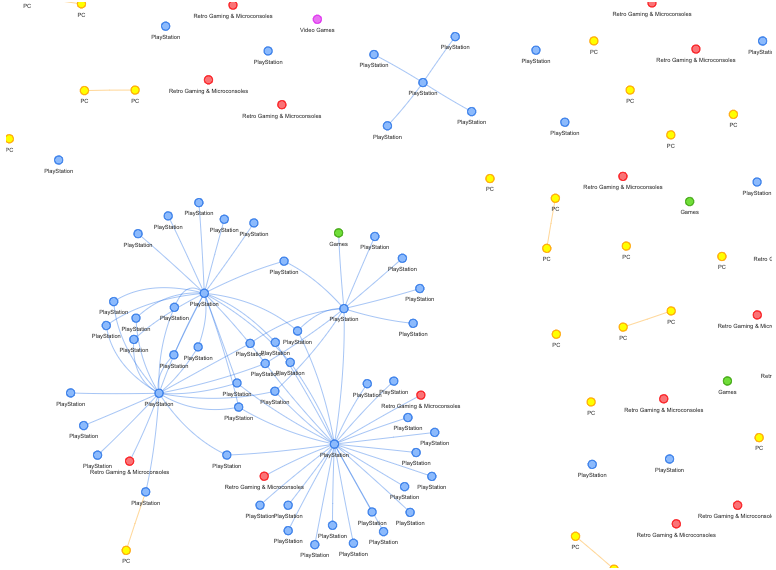 PC
PC
Retro Gaming & Microconsoles
Video Games
Retro Gaming & Microconsoles
PlayStation
PlayStation
PlayStation
PlayStation
PlayStation
PC
Retro Gaming & Microconsoles
PlayStation
Retro Gaming & Microconsoles
PlayStation
PC
PC
PC
Retro Gaming & Microconsoles
PlayStation
PC
PlayStation
PlayStation
PlayStation
PC
PC
PlayStation
PC
Retro Gaming & Microconsoles
PlayStation
PC
Games
PlayStation
PlayStation
PlayStation
PlayStation
PlayStation
Games
PlayStation
PC
PC
PC
Retro G
PlayStation
PlayStation
PlayStation
PlayStation
PlayStation
PlayStation
PlayStation
PlayStation
PlayStation
PlayStation
PC
PC
Retro Gaming & Micr
PlayStation
PlayStation
PlayStation
PlayStation
PlayStation
PlayStation
PlayStation
PC
PlayStation
PlayStation
PlayStation
PlayStation
Retr
PlayStation
PlayStation
PlayStation
PlayStation
PlayStation
Games
Retro Gaming & Microconsoles
PC
Retro Gaming & Microconsoles
PlayStation
PlayStation
PlayStation
PlayStation
PC
PlayStation
PlayStation
PlayStation
PlayStation
Retro Gaming & Microconsoles
PlayStation
PlayStation
PlayStation
Retro Gaming & Microconsoles
PlayStation
PlayStation
PlayStation
PlayStation
PlayStation
PlayStation
Retro Gaming & Microcons
PlayStation
PlayStation
PlayStation
PlayStation
PlayStation
Retro Gaming & Microconsoles
PC
PC